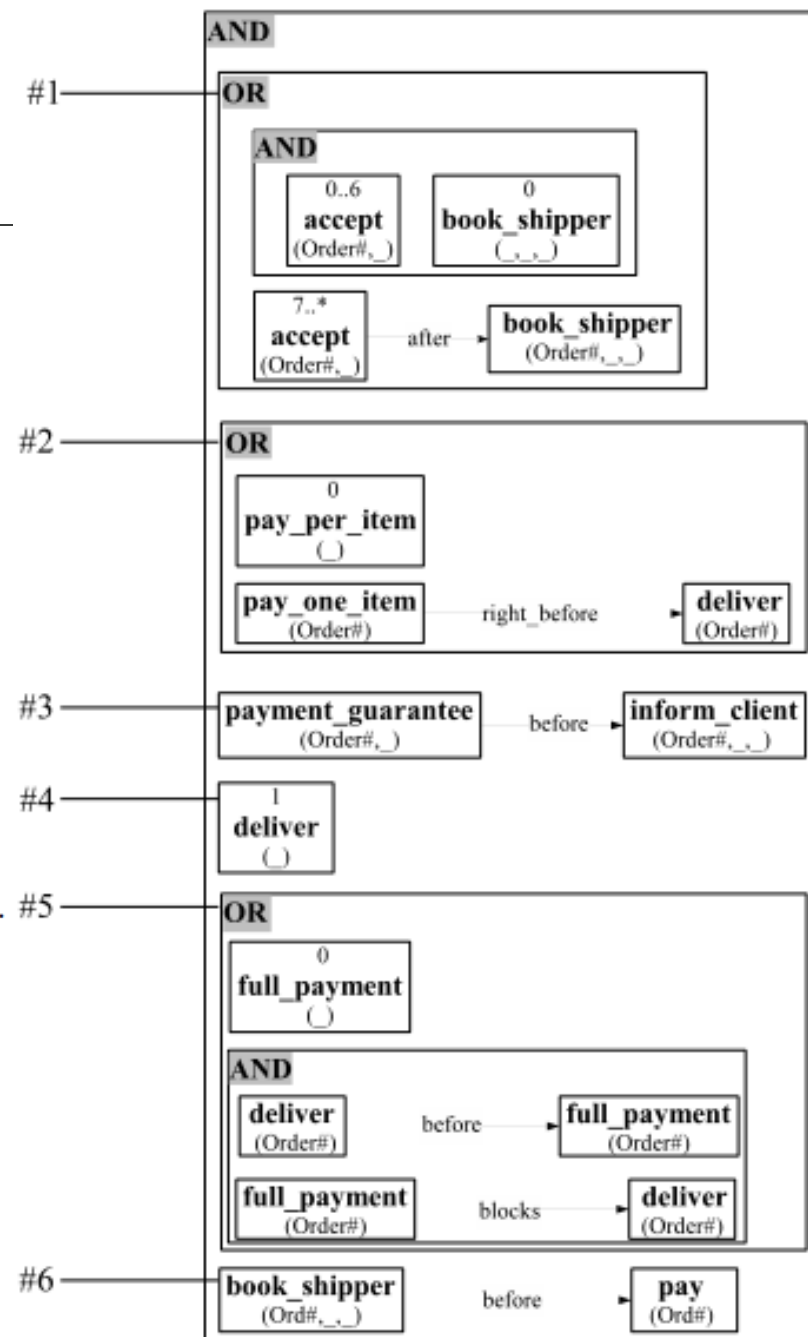 AND
#1
OR
AND
0..6
accept
(Order#,_)
0
book_shipper
(_,_,_)
7..*
accept
(Order#,_)
after
book_shipper
(Order#,_,_)
#2
OR
0
pay_per_item
(_)
pay_one_item
(Order#)
right_before
deliver
(Order#)
#3
payment_guarantee
(Order#,_)
before
inform_client
(Order#,_,_)
#4
1
deliver
(_)
. #5
OR
0
full_payment
(_)
AND
deliver
(Order#)
before
full_payment
(Order#)
full_payment
(Order#)
blocks
deliver
(Order#)
#6
book_shipper
(Ord#,_,_)
before
pay
(Ord#)